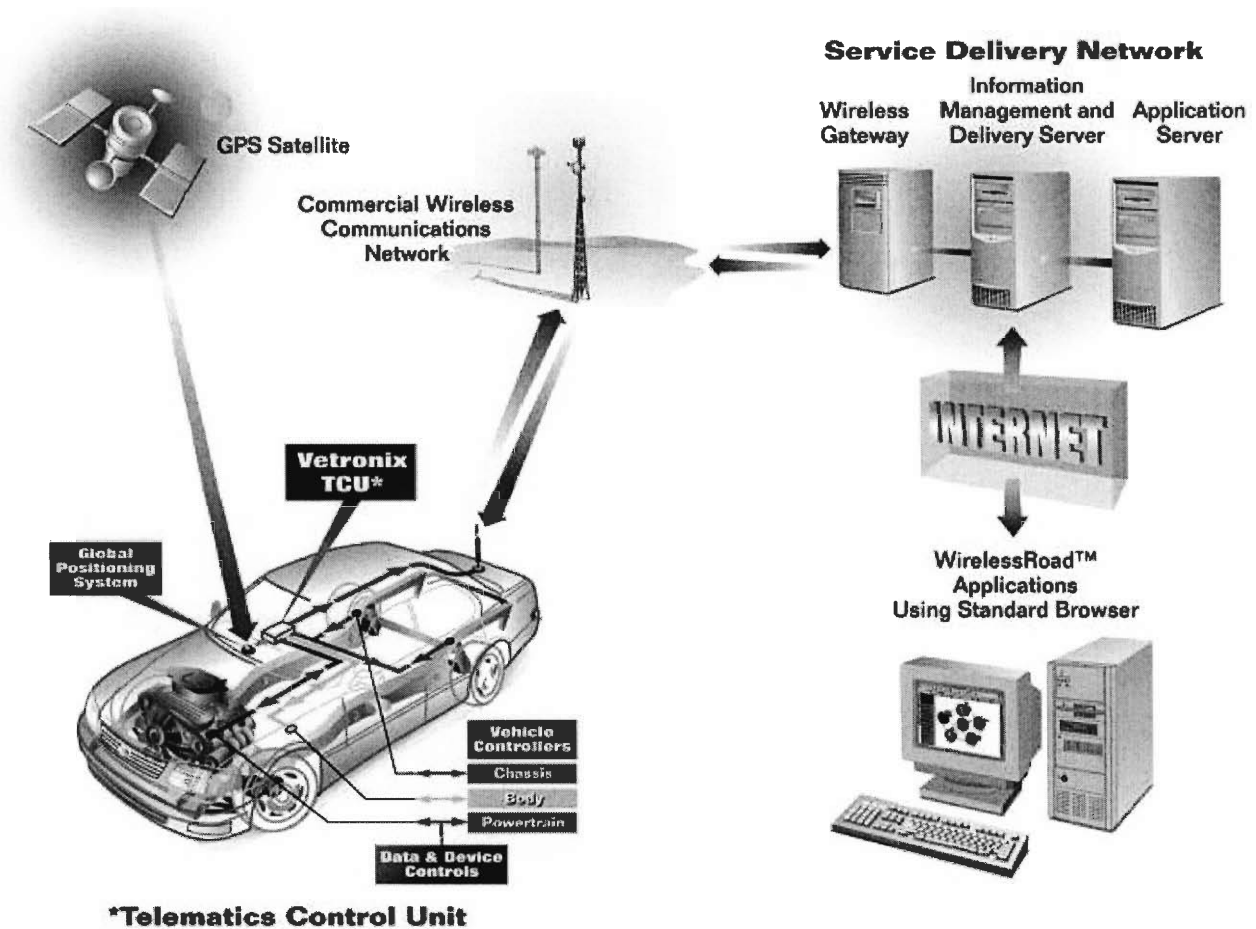 Service Delivery Network
Information
Wireless Management and Application
Gateway Delivery Server Server
GPS Satellite
Commercial Wireless
Communications
Network
INTERNET
Vetronix
TCU*
Global
Positioning
System
WirelessRoad™
Applications
Using Standard Browser
Vehicle
Controllers
Chassis
Body
Powertrain
Data & Device
Controls
*Telematics Control Unit